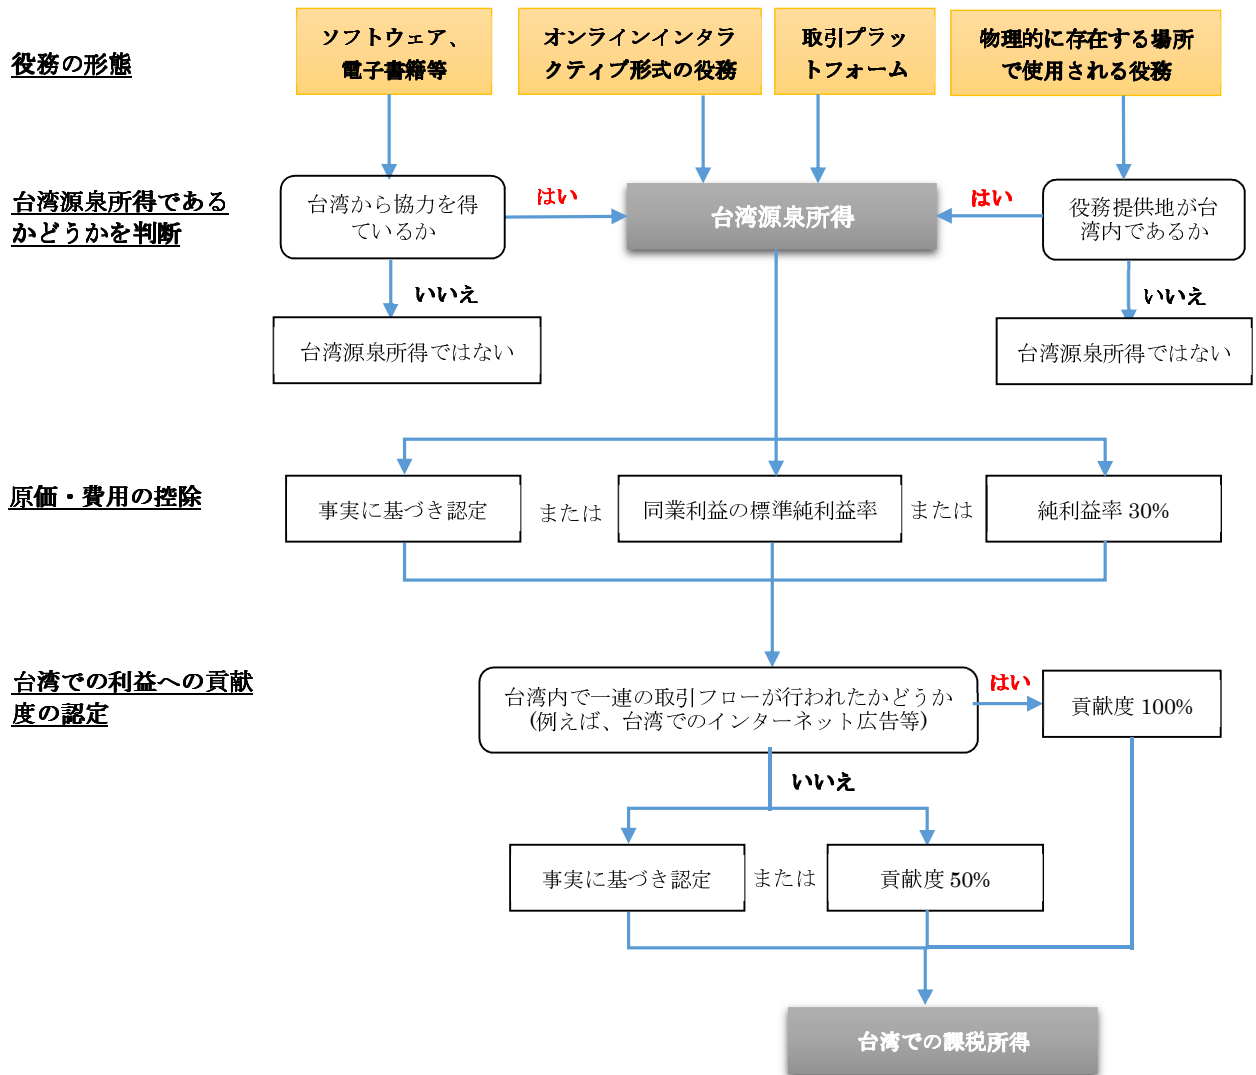 役務の形態
ソフトウェア、
電子書籍等
オンラインインタラ
クティブ形式の役務
取引プラッ
トフォーム
物理的に存在する場所
で使用される役務
台湾源泉所得である
かどうかを判断
台湾から協力を得
ているか
はい
台湾源泉所得
はい
役務提供地が台
湾内であるか
いいえ
いいえ
台湾源泉所得ではない
台湾源泉所得ではない
原価・費用の控除
事実に基づき認定
または
同業利益の標準純利益率
または
純利益率 30%
台湾での利益への貢献
度の認定
台湾内で一連の取引フローが行われたかどうか
(例えば、台湾でのインターネット広告等)
はい
貢献度 100%
いいえ
事実に基づき認定
または
貢献度 50%
台湾での課税所得